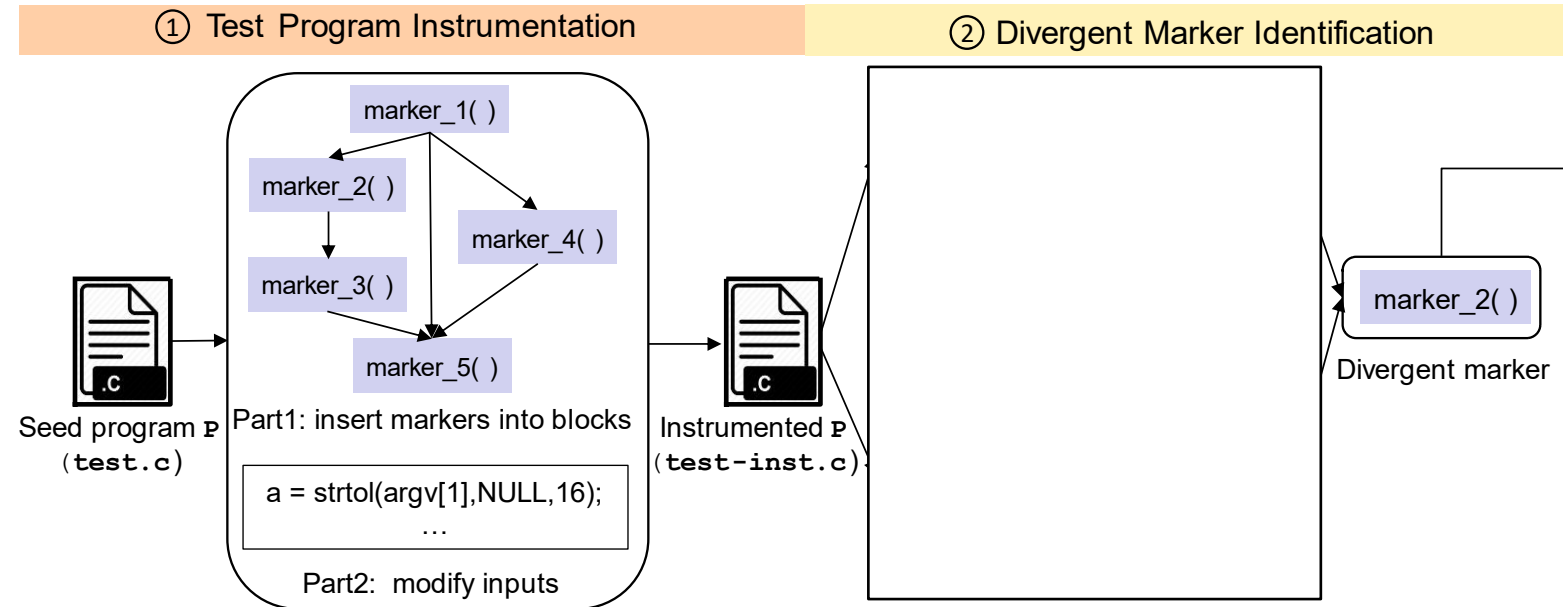 ① Test Program Instrumentation
② Divergent Marker Identification
marker_1( )
marker_2( )
marker_4( )
marker_3( )
marker_5( )
.C
Seed program P
(test.c)
Part1: insert markers into blocks
a = strtol(argv[1],NULL,16);
…
Part2: modify inputs
.C
Instrumented P
(test-inst.c)
marker_2( )
Divergent marker